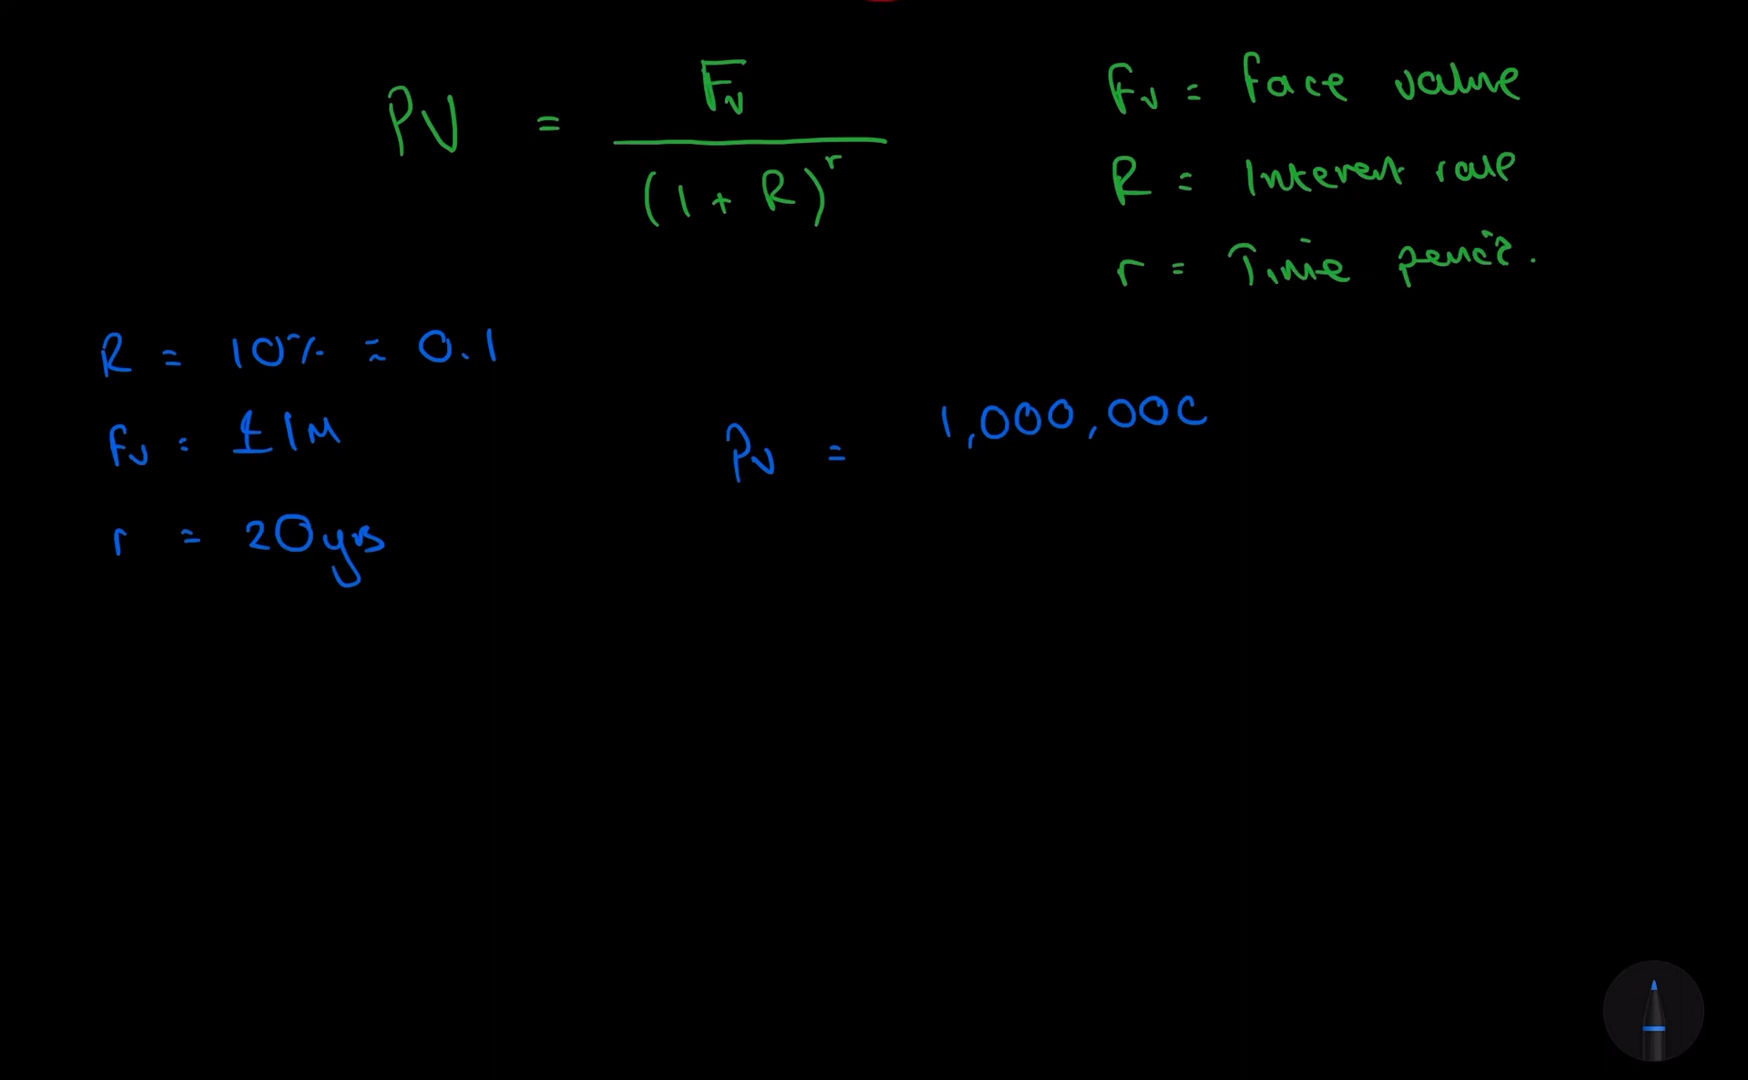 Pv = Fv / (1 + R)^r
Fv = face value
R = Interest rate
r = Time period.
R = 10% = 0.1
Fv = £1M
r = 20yrs
Pv = 1,000,000